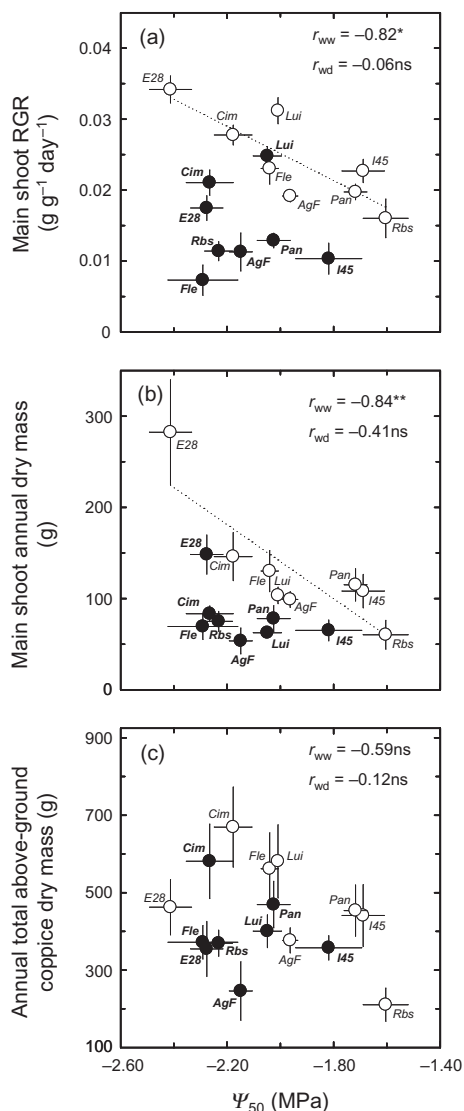 (a)
r_ww = –0.82*
r_wd = –0.06ns
Main shoot RGR
(g g⁻¹ day⁻¹)
0.04
0.03
0.02
0.01
0
E28
Cim
Lui
Lui
Fle
I45
Cim
AgF
Pan
E28
Rbs
Rbs
AgF
Pan
I45
Fle
(b)
r_ww = –0.84**
r_wd = –0.41ns
Main shoot annual dry mass
(g)
300
200
100
0
E28
E28
Cim
Fle
Lui
Pan
I45
Cim
Pan
AgF
Fle
Rbs
Rbs
AgF
Lui
I45
(c)
r_ww = –0.59ns
r_wd = –0.12ns
Annual total above-ground
coppice dry mass (g)
900
700
500
300
100
100
Cim
Cim
Fle
Lui
E28
Pan
Pan
I45
Lui
Fle
E28
Rbs
AgF
I45
AgF
Rbs
–2.60
–2.20
–1.80
–1.40
Ψ₅₀ (MPa)